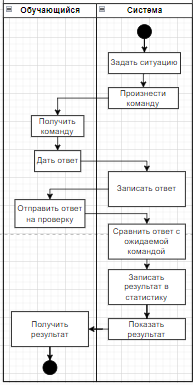 Обучающийся
Система
Задать ситуацию
Произнести
команду
Получить
команду
Дать ответ
Записать ответ
Отправить ответ
на проверку
Сравнить ответ с
ожидаемой
командой
Записать
результат в
статистику
Показать
результат
Получить
результат